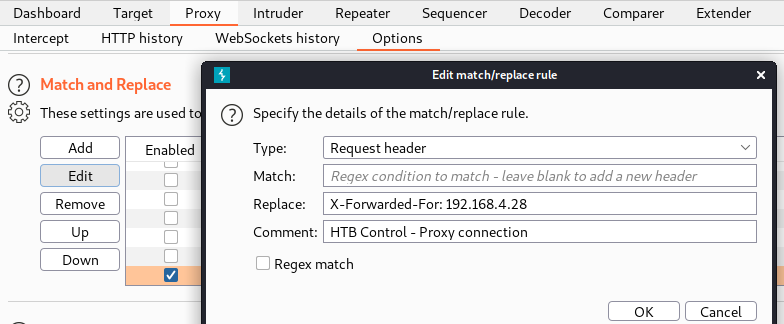 Dashboard Target Proxy Intruder Repeater Sequencer Decoder Comparer Extender
Intercept HTTP history WebSockets history Options
Edit match/replace rule
Match and Replace
Specify the details of the match/replace rule.
These settings are used to
Add
Enabled
Type: Request header
Edit
Match: Regex condition to match - leave blank to add a new header
Remove
Replace: X-Forwarded-For: 192.168.4.28
Up
Comment: HTB Control - Proxy connection
Down
Regex match
OK Cancel